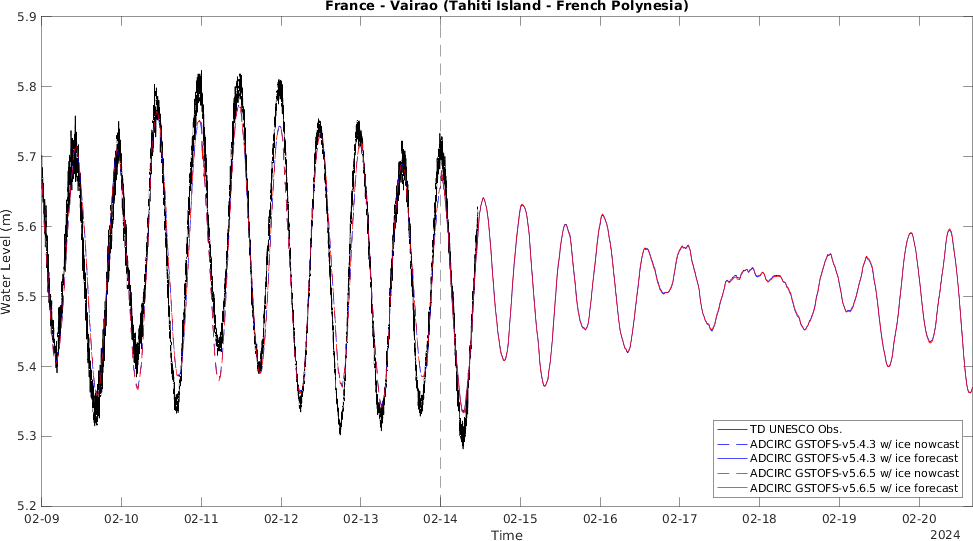 France - Vairao (Tahiti Island - French Polynesia)
5.9
5.8
5.7
5.6
5.5
5.4
5.3
5.2
Water Level (m)
TD UNESCO Obs.
ADCIRC GSTOFS-v5.4.3 w/ ice nowcast
ADCIRC GSTOFS-v5.4.3 w/ ice forecast
ADCIRC GSTOFS-v5.6.5 w/ ice nowcast
ADCIRC GSTOFS-v5.6.5 w/ ice forecast
02-09 02-10 02-11 02-12 02-13 02-14 02-15 02-16 02-17 02-18 02-19 02-20
Time
2024